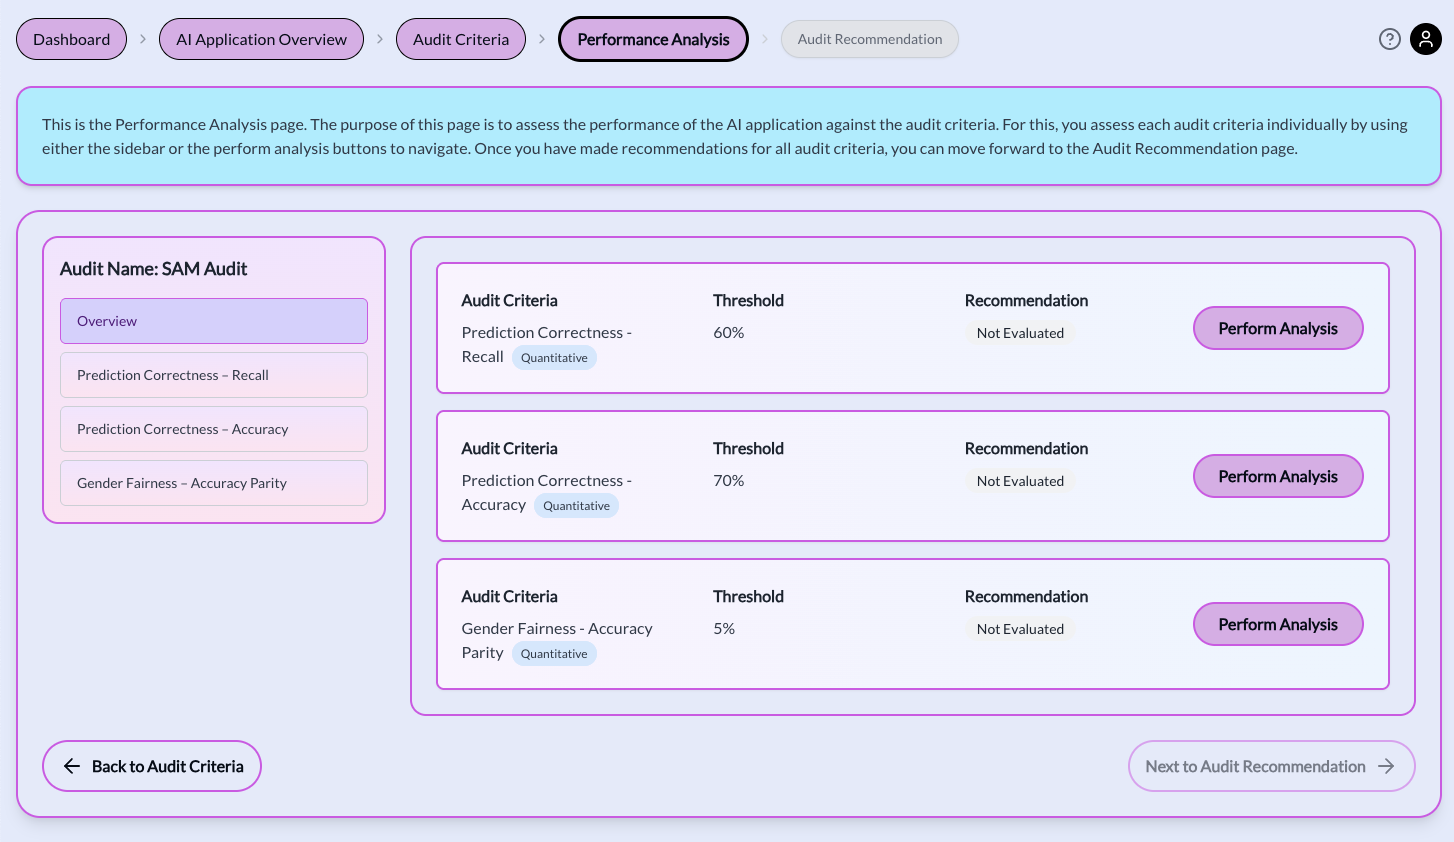 Dashboard
AI Application Overview
Audit Criteria
Performance Analysis
Audit Recommendation
This is the Performance Analysis page. The purpose of this page is to assess the performance of the AI application against the audit criteria. For this, you assess each audit criteria individually by using
either the sidebar or the perform analysis buttons to navigate. Once you have made recommendations for all audit criteria, you can move forward to the Audit Recommendation page.
Audit Name: SAM Audit
Overview
Prediction Correctness – Recall
Prediction Correctness – Accuracy
Gender Fairness – Accuracy Parity
Audit Criteria
Prediction Correctness -
Recall Quantitative
Threshold
60%
Recommendation
Not Evaluated
Perform Analysis
Audit Criteria
Prediction Correctness -
Accuracy Quantitative
Threshold
70%
Recommendation
Not Evaluated
Perform Analysis
Audit Criteria
Gender Fairness - Accuracy
Parity Quantitative
Threshold
5%
Recommendation
Not Evaluated
Perform Analysis
Back to Audit Criteria
Next to Audit Recommendation